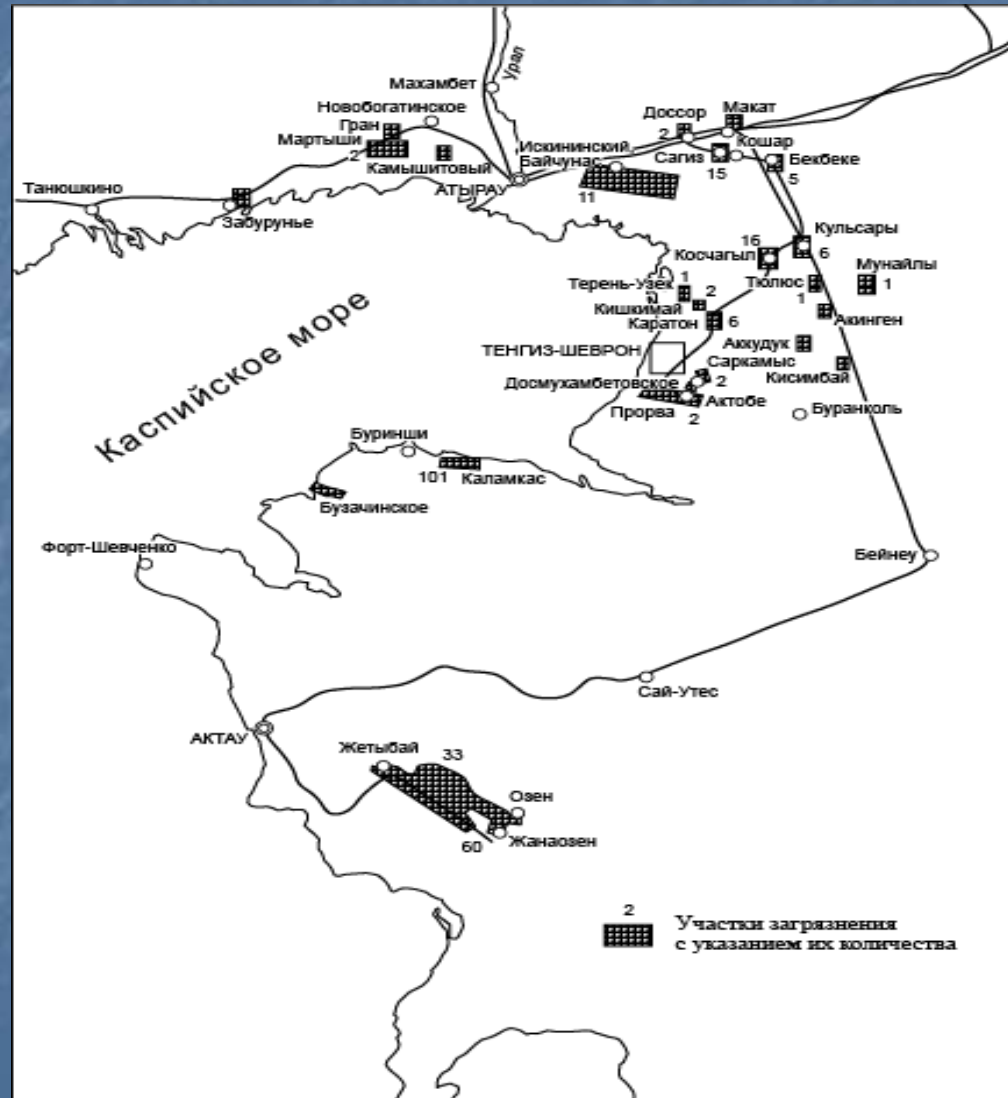 Урал
Махамбет
Новобогатинское
Гран
Мартыши
2
Камышитовый
Доссор
2
Макат
Кошар
Искининский
Байчунас
Сагиз
15
Бекбеке
5
АТЫРАУ
11
Танюшкино
Забурунье
Кульсары
6
16
Косчагыл
Мунайлы
1
Тюлюс
1
Терень-Узек
1
2
Кишкимай
Каратон
6
Акинген
Аккудук
ТЕНГИЗ-ШЕВРОН
Саркамыс
2
Кисимбай
Досмухамбетовское
Актобе
Прорва
2
Буранколь
Каспийское море
Буринши
101
Каламкас
Бузачинское
Форт-Шевченко
Бейнеу
Сай-Утес
АКТАУ
Жетыбай
33
Озен
60
Жанаозен
2
Участки загрязнения
с указанием их количества